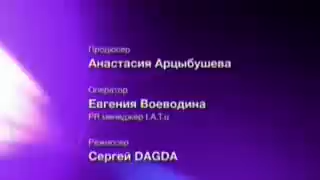 Продюсер
Анастасия Арцыбушева
Оператор
Евгения Воеводина
PR менеджер t.A.T.u
Режиссер
Сергей DAGDA